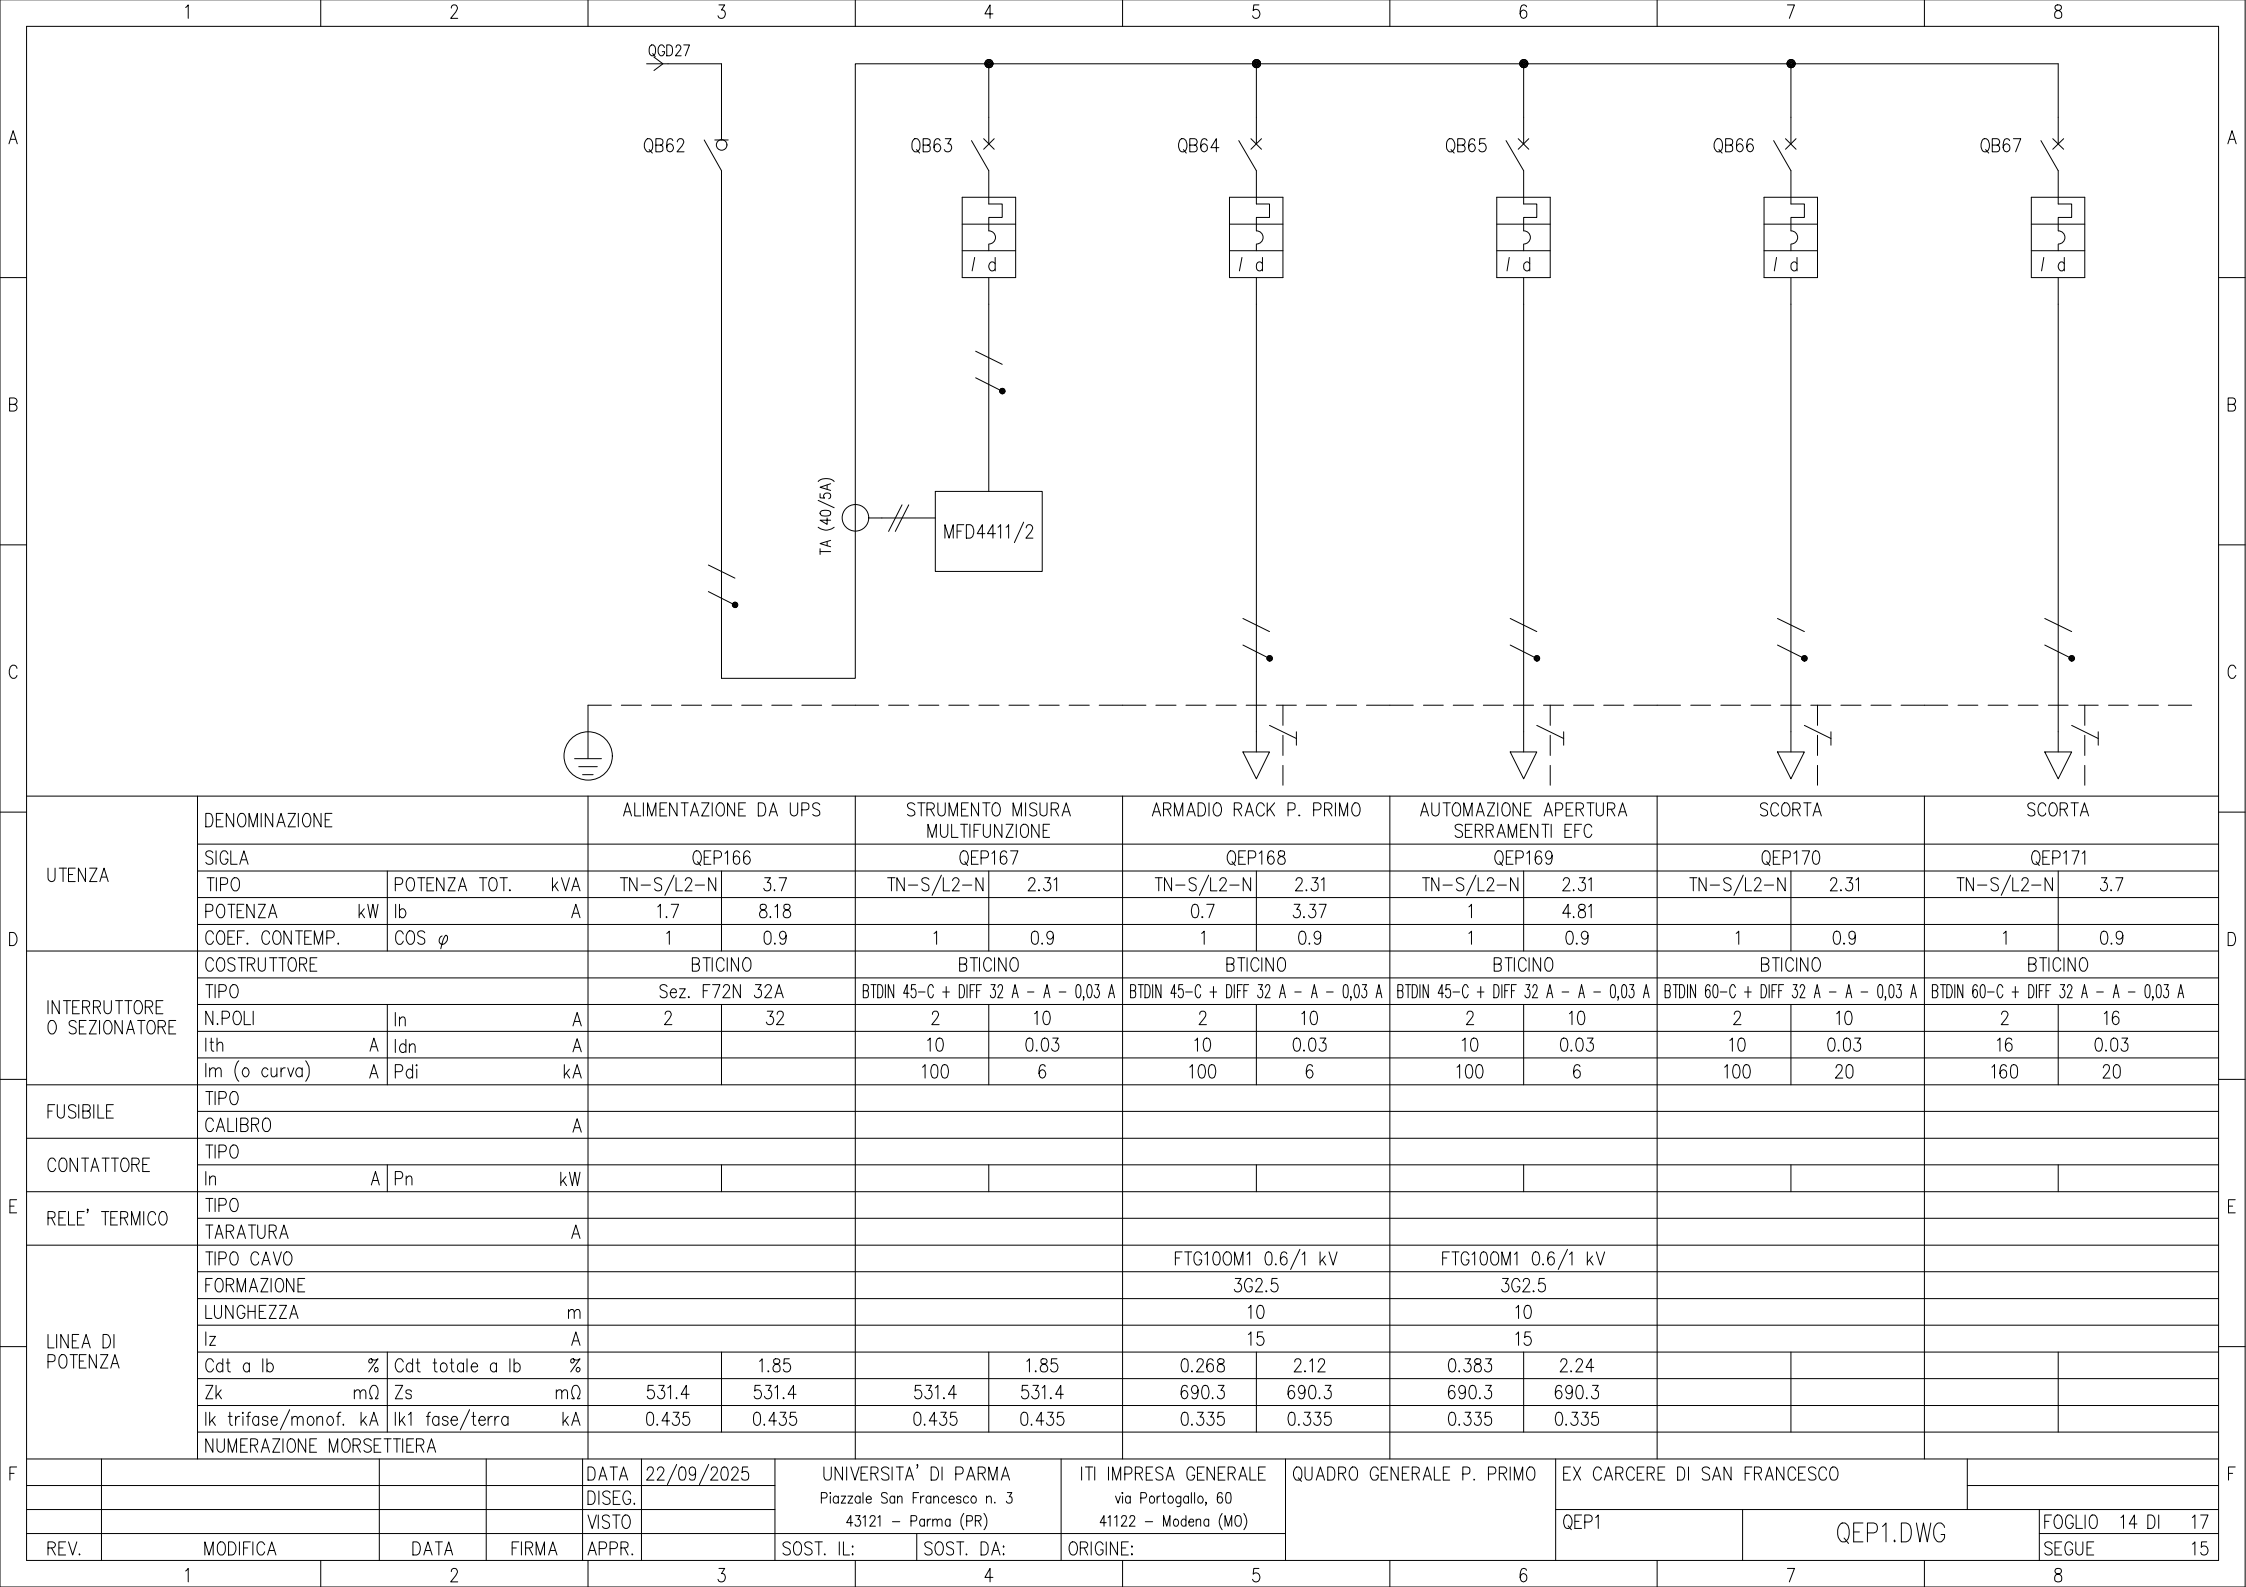 1 2 3 4 5 6 7 8
QGD27
A QB62 QB63 QB64 QB65 QB66 QB67 A
I d I d I d I d I d
B B
TA (40/5A)
MFD4411/2
C C
UTENZA
DENOMINAZIONE ALIMENTAZIONE DA UPS STRUMENTO MISURA ARMADIO RACK P. PRIMO AUTOMAZIONE APERTURA SCORTA SCORTA
MULTIFUNZIONE SERRAMENTI EFC
SIGLA QEP166 QEP167 QEP168 QEP169 QEP170 QEP171
TIPO POTENZA TOT. kVA TN-S/L2-N 3.7 TN-S/L2-N 2.31 TN-S/L2-N 2.31 TN-S/L2-N 2.31 TN-S/L2-N 2.31 TN-S/L2-N 3.7
POTENZA kW Ib A 1.7 8.18 0.7 3.37 1 4.81
D COEF. CONTEMP. COS φ 1 0.9 1 0.9 1 0.9 1 0.9 1 0.9 1 0.9 D
INTERRUTTORE
O SEZIONATORE
COSTRUTTORE BTICINO BTICINO BTICINO BTICINO BTICINO BTICINO
TIPO Sez. F72N 32A BTDIN 45-C + DIFF 32 A - A - 0,03 A BTDIN 45-C + DIFF 32 A - A - 0,03 A BTDIN 45-C + DIFF 32 A - A - 0,03 A BTDIN 60-C + DIFF 32 A - A - 0,03 A BTDIN 60-C + DIFF 32 A - A - 0,03 A
N.POLI In A 2 32 2 10 2 10 2 10 2 10 2 16
Ith A Idn A 10 0.03 10 0.03 10 0.03 10 0.03 16 0.03
Im (o curva) A Pdi kA 100 6 100 6 100 6 100 20 160 20
FUSIBILE
TIPO
CALIBRO A
CONTATTORE
TIPO
In A Pn kW
E E
RELE' TERMICO
TIPO
TARATURA A
LINEA DI
POTENZA
TIPO CAVO FTG10OM1 0.6/1 kV FTG10OM1 0.6/1 kV
FORMAZIONE 3G2.5 3G2.5
LUNGHEZZA m 10 10
Iz A 15 15
Cdt a Ib % Cdt totale a Ib % 1.85 1.85 0.268 2.12 0.383 2.24
Zk mΩ Zs mΩ 531.4 531.4 531.4 531.4 690.3 690.3 690.3 690.3
Ik trifase/monof. kA Ik1 fase/terra kA 0.435 0.435 0.435 0.435 0.335 0.335 0.335 0.335
NUMERAZIONE MORSETTIERA
F DATA 22/09/2025 UNIVERSITA' DI PARMA ITI IMPRESA GENERALE QUADRO GENERALE P. PRIMO EX CARCERE DI SAN FRANCESCO F
DISEG. Piazzale San Francesco n. 3 via Portogallo, 60
VISTO 43121 - Parma (PR) 41122 - Modena (MO) QEP1 QEP1.DWG FOGLIO 14 DI 17
REV. MODIFICA DATA FIRMA APPR. SOST. IL: SOST. DA: ORIGINE: SEGUE 15
1 2 3 4 5 6 7 8